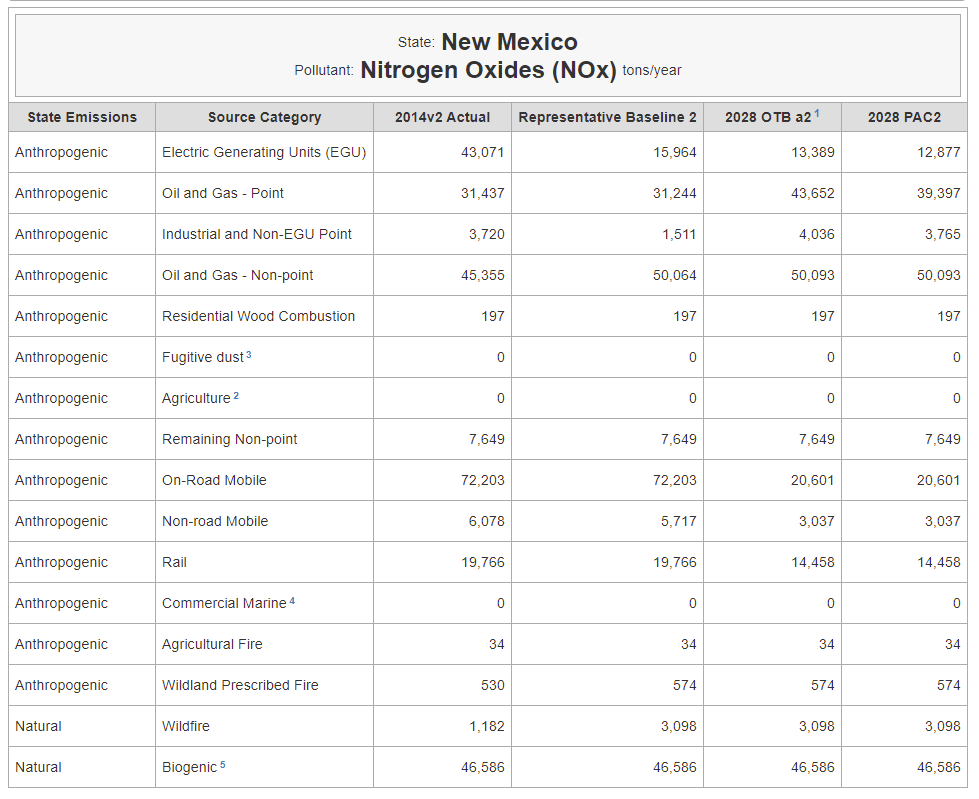 State: New Mexico
Pollutant: Nitrogen Oxides (NOx) tons/year
State Emissions Source Category 2014v2 Actual Representative Baseline 2 2028 OTB a2 1 2028 PAC2
Anthropogenic Electric Generating Units (EGU) 43,071 15,964 13,389 12,877
Anthropogenic Oil and Gas - Point 31,437 31,244 43,652 39,397
Anthropogenic Industrial and Non-EGU Point 3,720 1,511 4,036 3,765
Anthropogenic Oil and Gas - Non-point 45,355 50,064 50,093 50,093
Anthropogenic Residential Wood Combustion 197 197 197 197
Anthropogenic Fugitive dust 3 0 0 0 0
Anthropogenic Agriculture 2 0 0 0 0
Anthropogenic Remaining Non-point 7,649 7,649 7,649 7,649
Anthropogenic On-Road Mobile 72,203 72,203 20,601 20,601
Anthropogenic Non-road Mobile 6,078 5,717 3,037 3,037
Anthropogenic Rail 19,766 19,766 14,458 14,458
Anthropogenic Commercial Marine 4 0 0 0 0
Anthropogenic Agricultural Fire 34 34 34 34
Anthropogenic Wildland Prescribed Fire 530 574 574 574
Natural Wildfire 1,182 3,098 3,098 3,098
Natural Biogenic 5 46,586 46,586 46,586 46,586